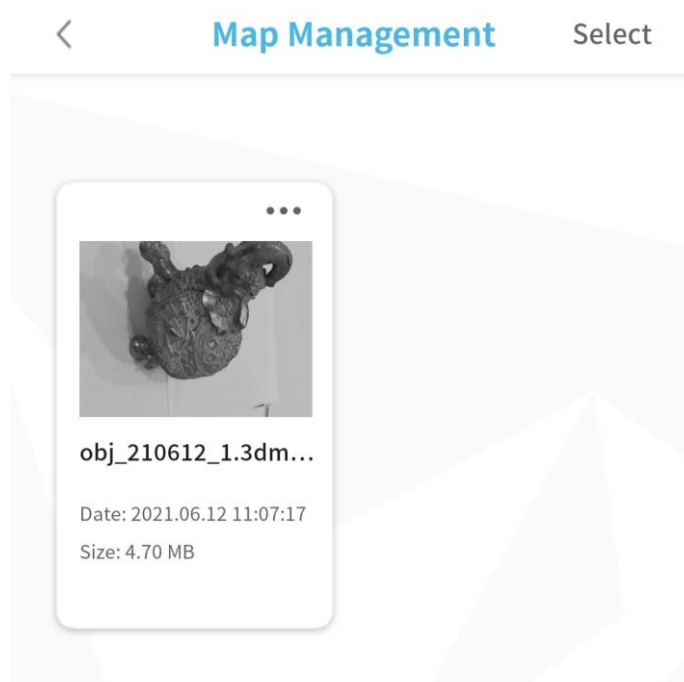 Map Management
Select
obj_210612_1.3dm...
Date: 2021.06.12 11:07:17
Size: 4.70 MB